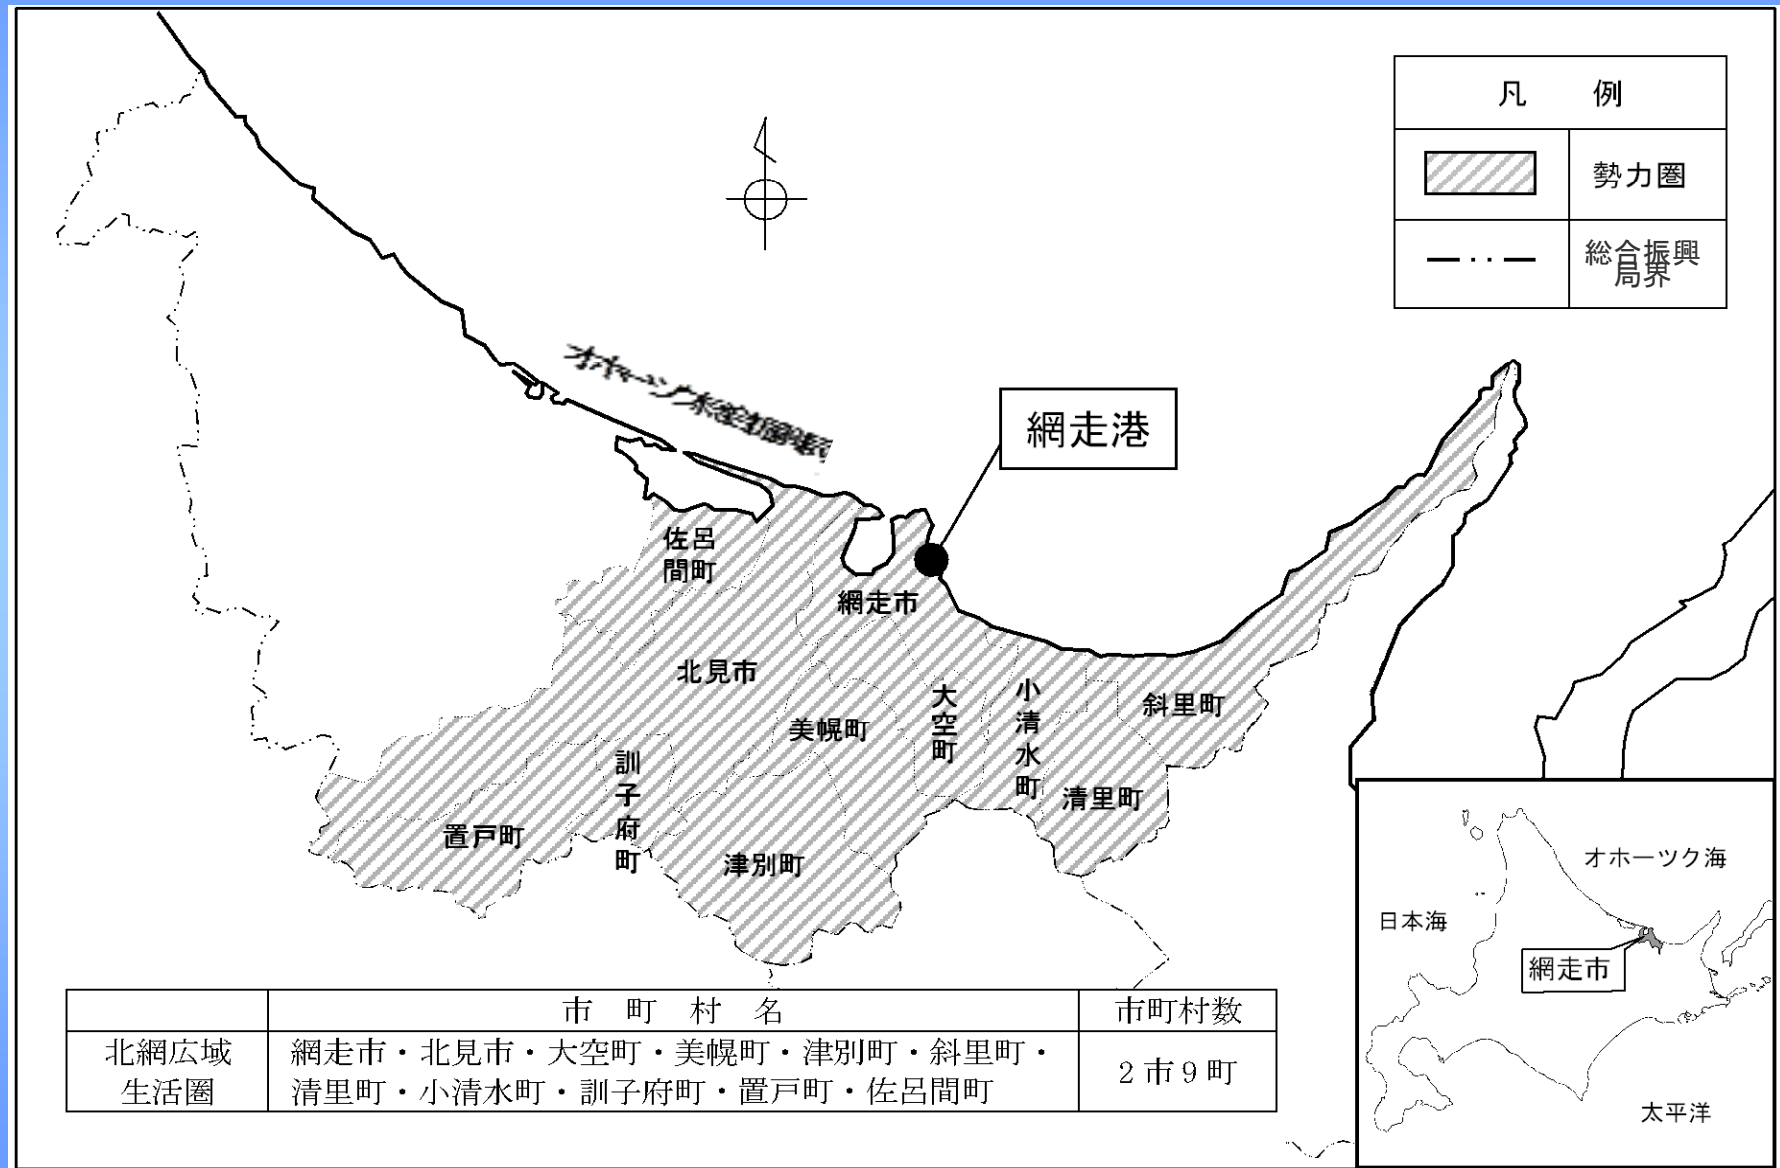 凡 例
勢力圏
総合振興
局界
網走港
佐呂
間町
網走市
北見市
美幌町
大空町
小清水町
斜里町
清里町
訓子府町
置戸町
津別町
オホーツク海
日本海
網走市
太平洋
市町村名
市町村数
北網広域
生活圏
網走市・北見市・大空町・美幌町・津別町・斜里町・
清里町・小清水町・訓子府町・置戸町・佐呂間町
2市9町